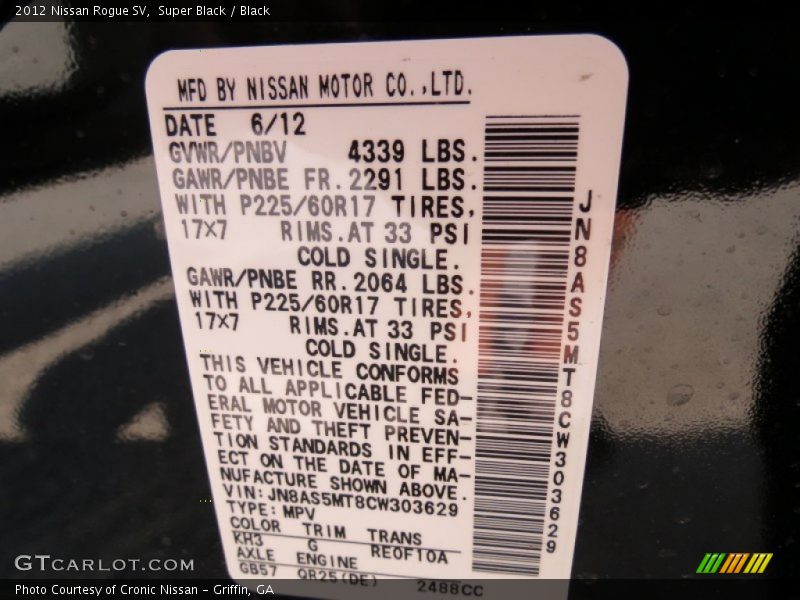 2012 Nissan Rogue SV, Super Black / Black
MFD BY NISSAN MOTOR CO.,LTD.
DATE 6/12
GVWR/PNBV 4339 LBS.
GAWR/PNBE FR. 2291 LBS.
WITH P225/60R17 TIRES,
17×7 RIMS. AT 33 PSI
COLD SINGLE.
GAWR/PNBE RR. 2064 LBS.
WITH P225/60R17 TIRES,
17×7 RIMS. AT 33 PSI
COLD SINGLE.
THIS VEHICLE CONFORMS
TO ALL APPLICABLE FED-
ERAL MOTOR VEHICLE SA-
FETY AND THEFT PREVEN-
TION STANDARDS IN EFF-
ECT ON THE DATE OF MA-
NUFACTURE SHOWN ABOVE.
VIN: JN8AS5MT8CW303629
TYPE: MPV
COLOR TRIM TRANS
KH3 G RE0F10A
AXLE ENGINE
GB57 QR25(DE) 2488CC
JN8AS5MT8CW303629
GTCARLOT.COM
Photo Courtesy of Cronic Nissan - Griffin, GA